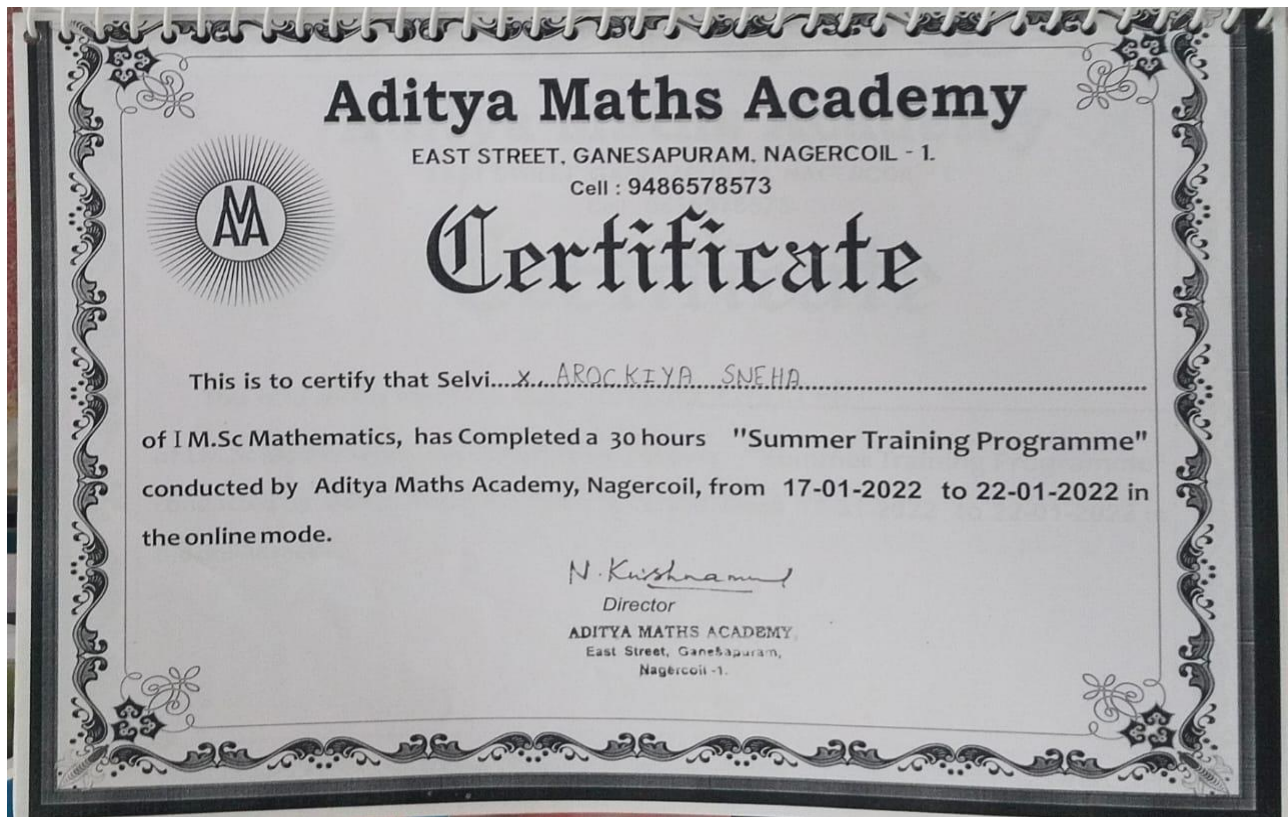 Aditya Maths Academy
EAST STREET, GANESAPURAM, NAGERCOIL - 1.
Cell : 9486578573
AMA
Certificate
This is to certify that Selvi....X... AROCKIYA SNEHA
of I M.Sc Mathematics, has Completed a 30 hours "Summer Training Programme"
conducted by Aditya Maths Academy, Nagercoil, from 17-01-2022 to 22-01-2022 in
the online mode.
N. Krishnamu
Director
ADITYA MATHS ACADEMY,
East Street, Ganesapuram,
Nagercoil -1.